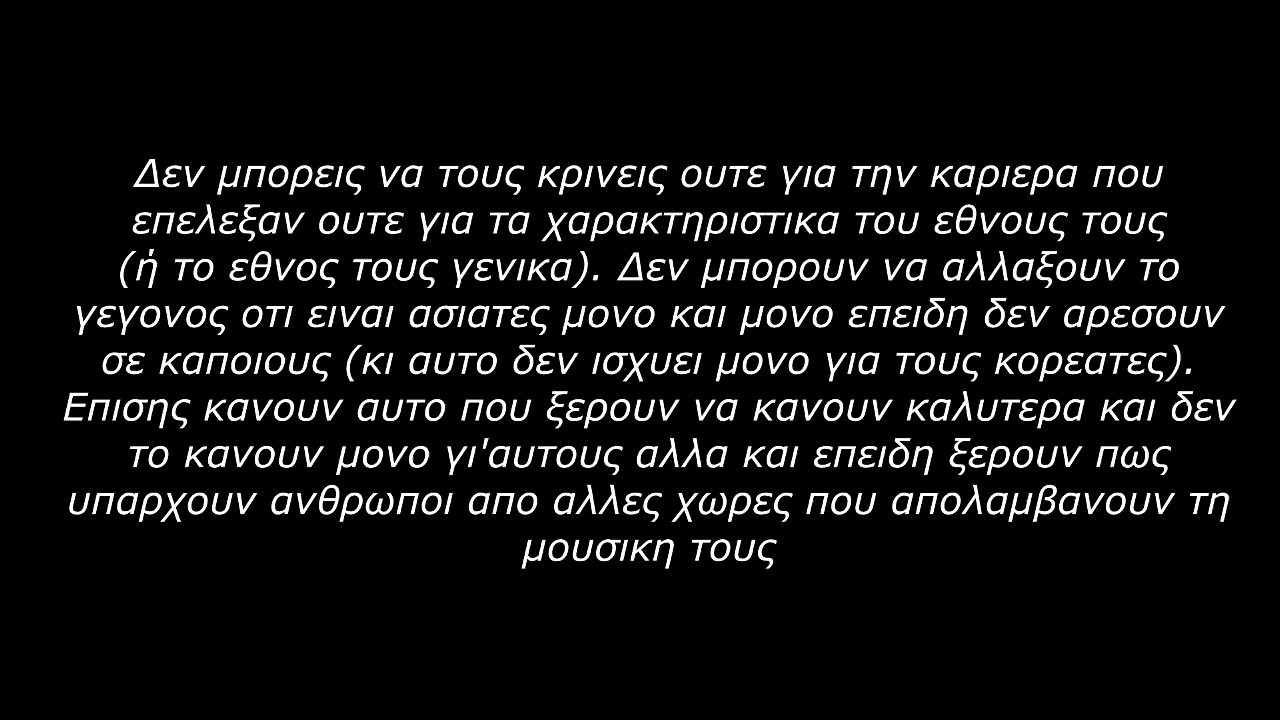 Δεν μπορεις να τους κρινεις ουτε για την καριερα που
επελεξαν ουτε για τα χαρακτηριστικα του εθνους τους
(ή το εθνος τους γενικα). Δεν μπορουν να αλλαξουν το
γεγονος οτι ειναι ασιατες μονο και μονο επειδη δεν αρεσουν
σε καποιους (κι αυτο δεν ισχυει μονο για τους κορεατες).
Επισης κανουν αυτο που ξερουν να κανουν καλυτερα και δεν
το κανουν μονο γι'αυτους αλλα και επειδη ξερουν πως
υπαρχουν ανθρωποι απο αλλες χωρες που απολαμβανουν τη
μουσικη τους